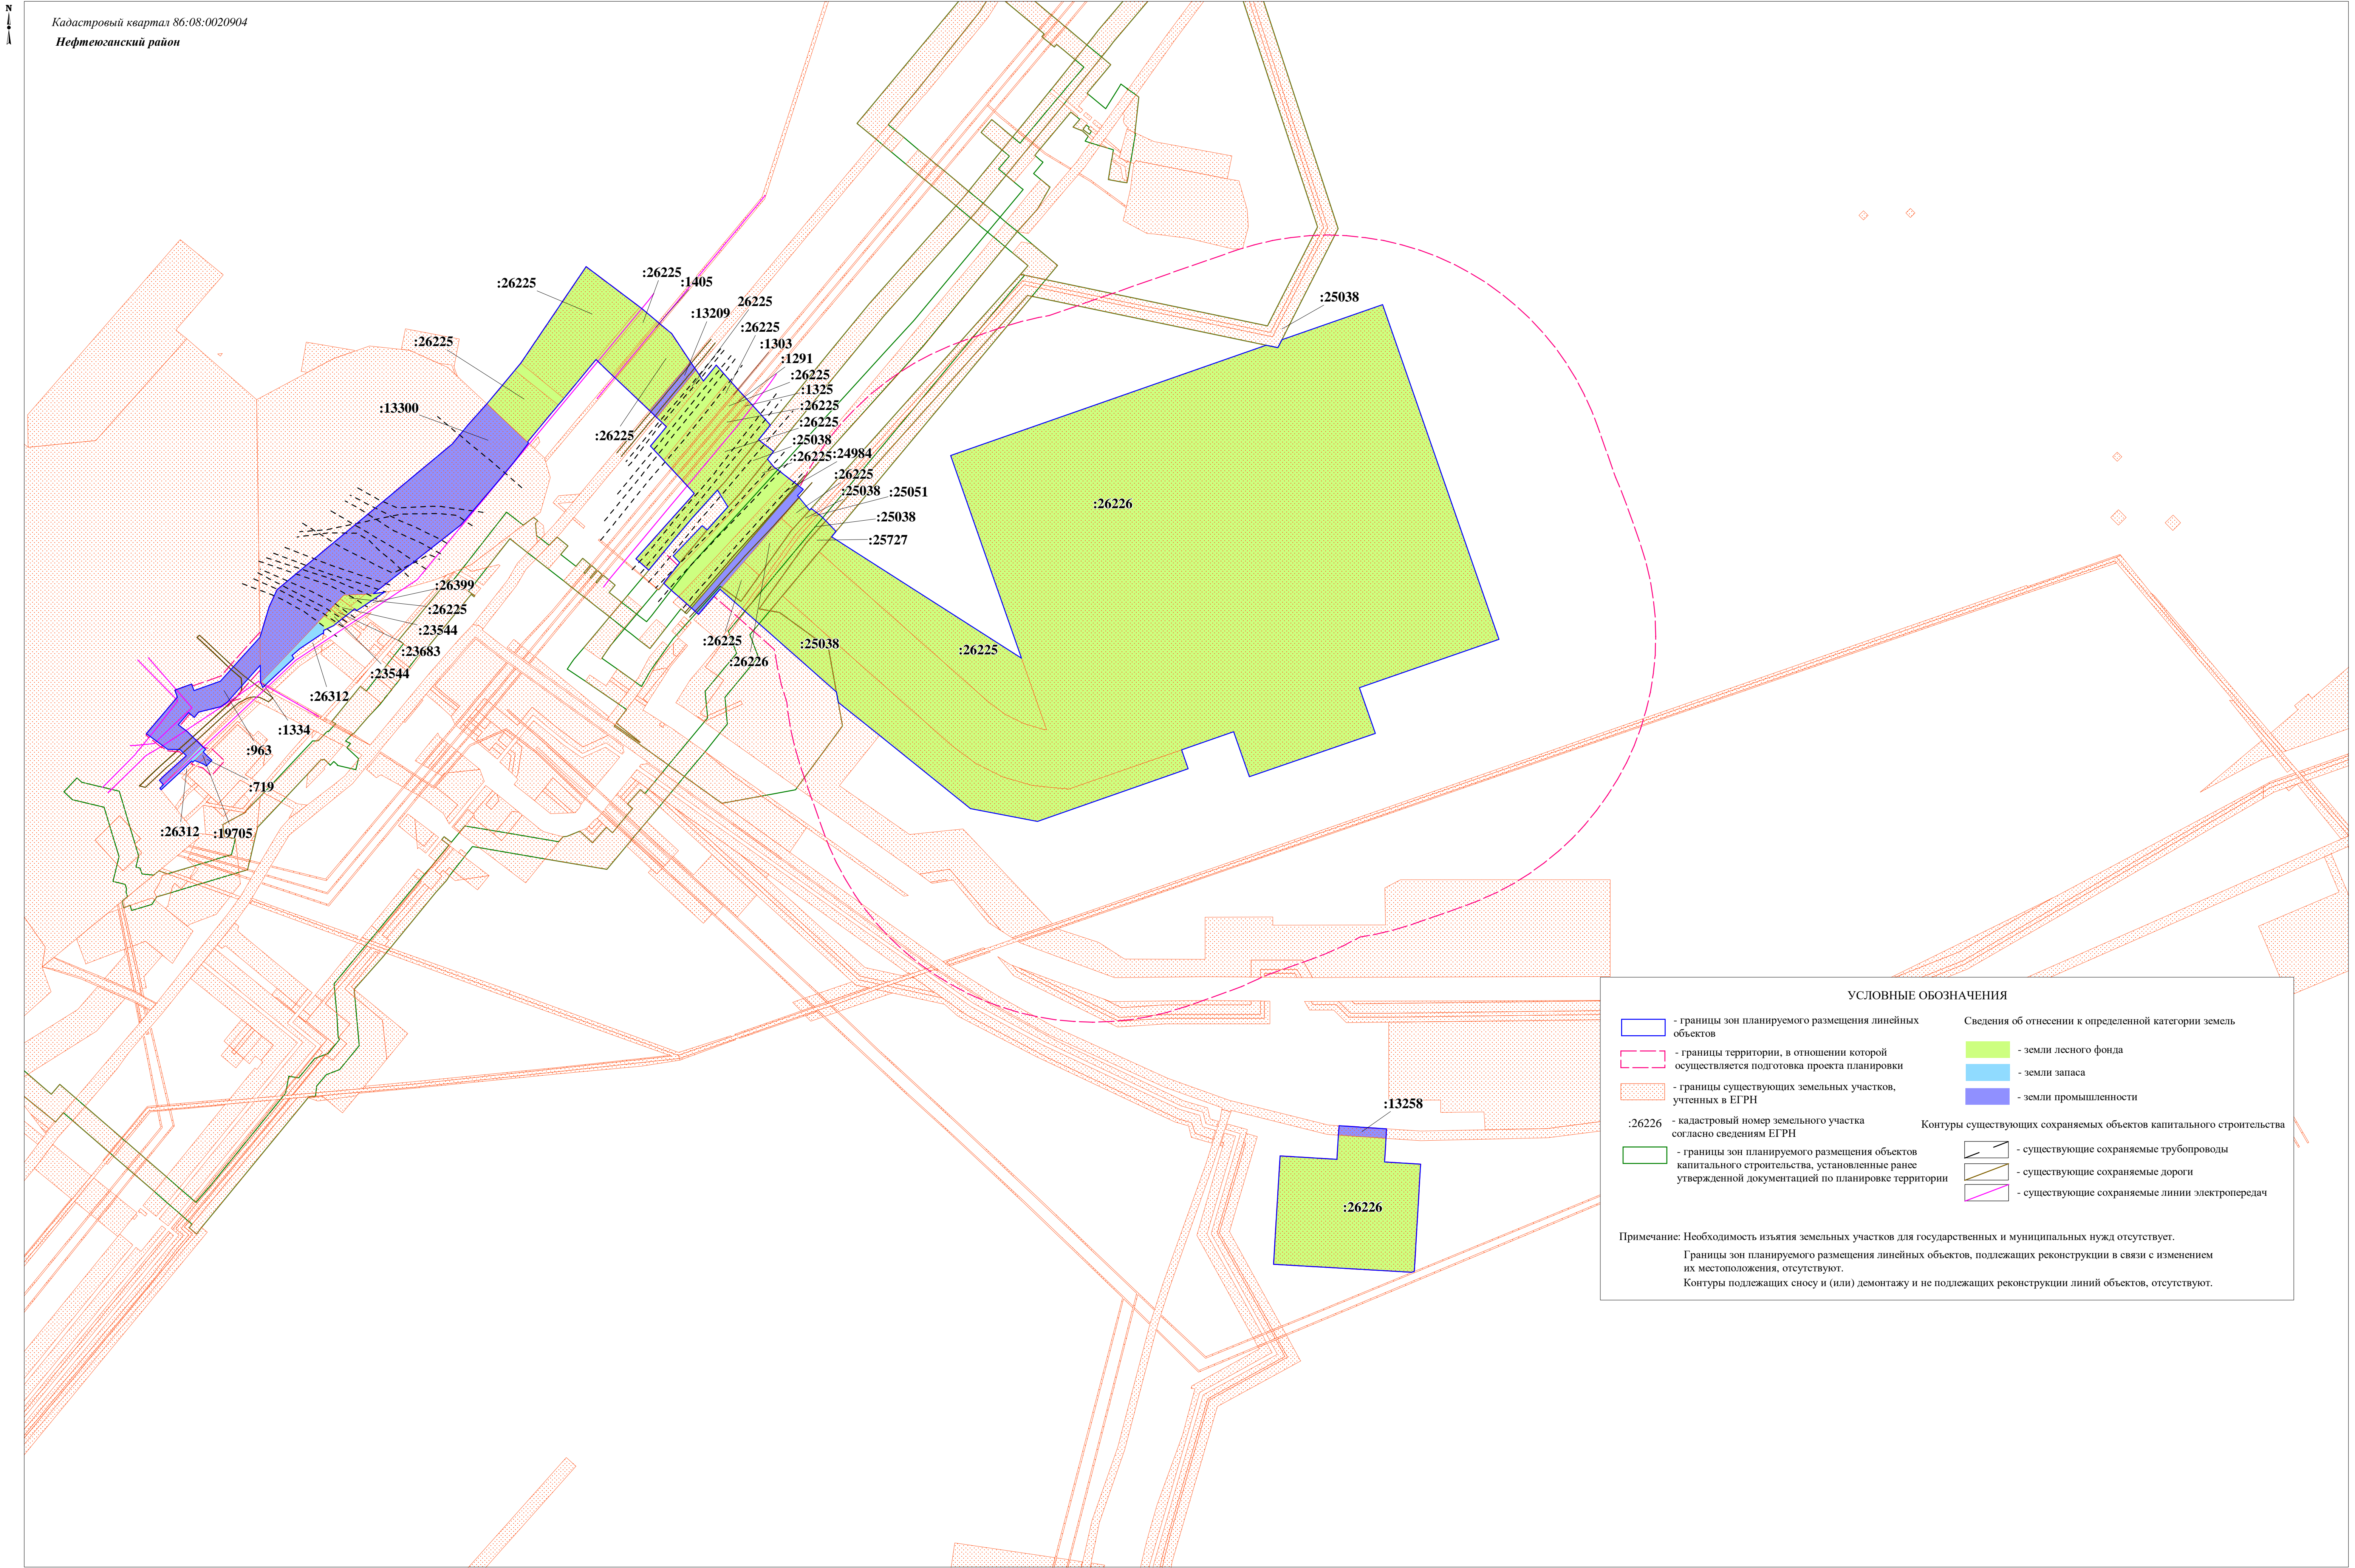 N
Кадастровый квартал 86:08:0020904
Нефтеюганский район
:26225
:26225
:1405
:13209
26225
:26225
:1303
:1291
:26225
:1325
:26225
:26225
:25038
:26225
:24984
:26225
:25038
:25051
:25038
:25727
:25038
:26225
:13300
:26225
:26226
:26399
:26225
:23544
:23683
:23544
:26312
:26225
:26226
:25038
:26225
:1334
:963
:719
:26312
:19705
:13258
:26226
УСЛОВНЫЕ ОБОЗНАЧЕНИЯ
- границы зон планируемого размещения линейных
объектов
- границы территории, в отношении которой
осуществляется подготовка проекта планировки
- границы существующих земельных участков,
учтенных в ЕГРН
:26226
- кадастровый номер земельного участка
согласно сведениям ЕГРН
- границы зон планируемого размещения объектов
капитального строительства, установленные ранее
утвержденной документацией по планировке территории
Сведения об отнесении к определенной категории земель
- земли лесного фонда
- земли запаса
- земли промышленности
Контуры существующих сохраняемых объектов капитального строительства
- существующие сохраняемые трубопроводы
- существующие сохраняемые дороги
- существующие сохраняемые линии электропередач
Примечание: Необходимость изъятия земельных участков для государственных и муниципальных нужд отсутствует.
Границы зон планируемого размещения линейных объектов, подлежащих реконструкции в связи с изменением
их местоположения, отсутствуют.
Контуры подлежащих сносу и (или) демонтажу и не подлежащих реконструкции линий объектов, отсутствуют.